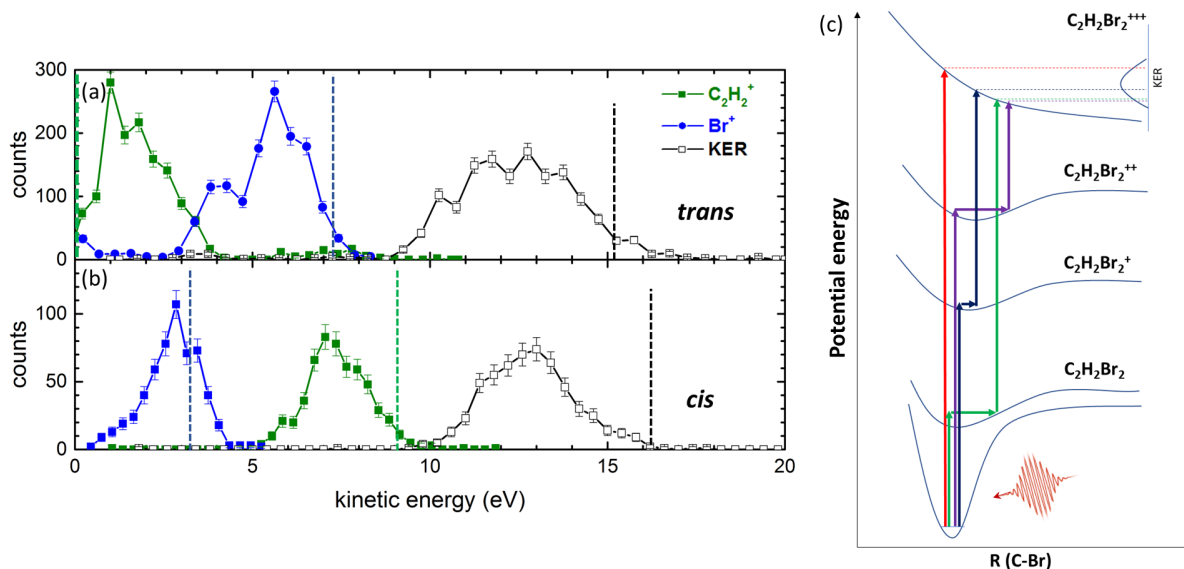 (a)
C₂H₂⁺
Br⁺
KER
trans
counts
300
200
100
0
(b)
cis
counts
100
50
0
0 5 10 15 20
kinetic energy (eV)
(c)
C₂H₂Br₂⁺⁺⁺
KER
C₂H₂Br₂⁺⁺
C₂H₂Br₂⁺
C₂H₂Br₂
Potential energy
R (C-Br)